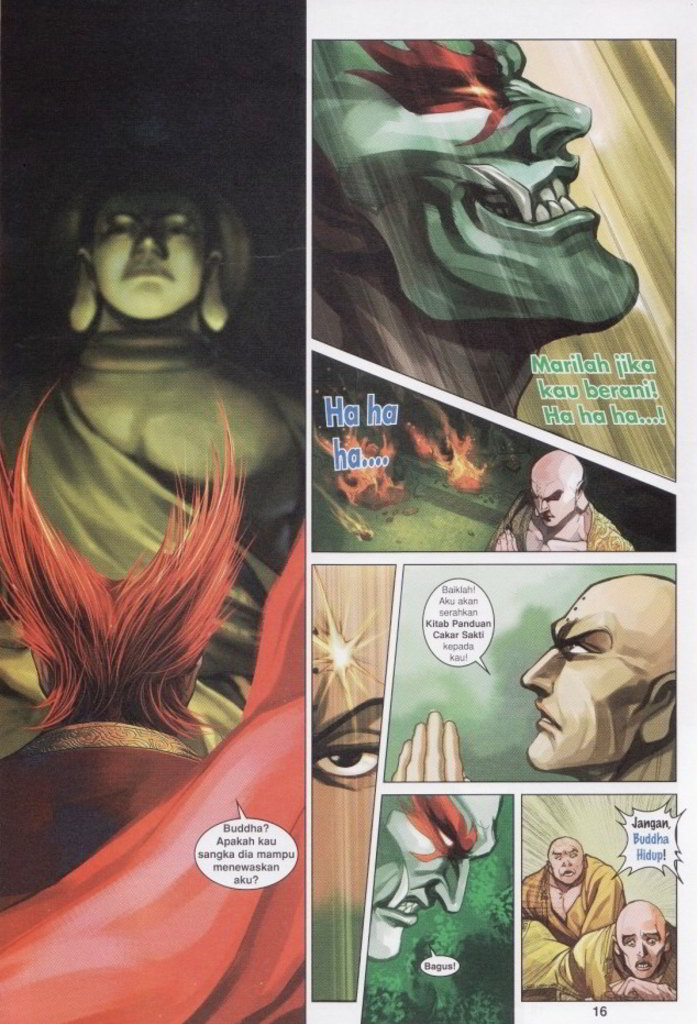 Buddha?
Apakah kau
sangka dia mampu
menewaskan
aku?
Marilah jika
kau berani!
Ha ha ha...!
Ha ha
ha....
Baiklah!
Aku akan
serahkan
Kitab Panduan
Cakar Sakti
kepada
kau!
Bagus!
Jangan,
Buddha
Hidup!
16